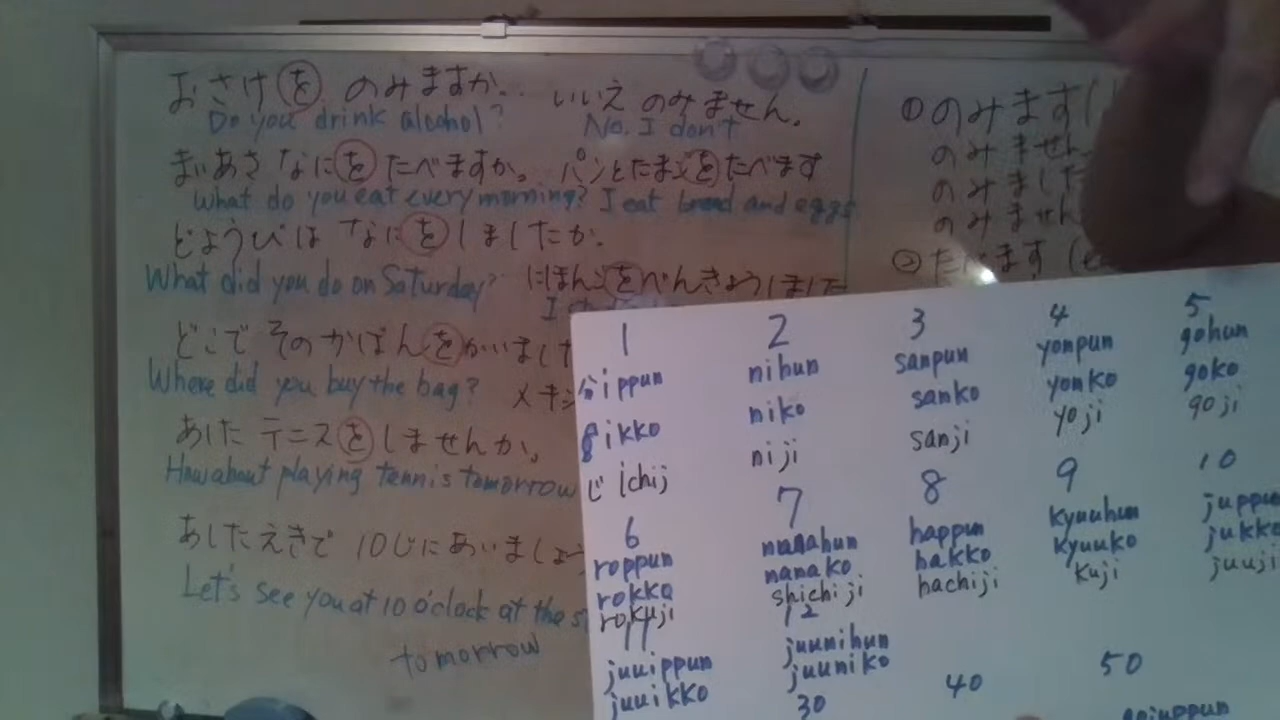 おさけを のみますか. いいえ のみません。
Do you drink alcohol? No. I don't
まいあさ なにをたべますか。 パンとたまごをたべます
What do you eat every morning? I eat bread and eggs
どようびは なにをしましたか.
What did you do on Saturday? にほんごをべんきょうしました
I
どこで そのかばんをかいました
Where did you buy the bag? メキシ
あした テニスをしませんか。
How about playing tennis tomorrow
あしたえきで 10じにあいましょう
Let's see you at 10 o'clock at the s
tomorrow
① のみます(
のみません
のみました
のみません
② たべます (e
1 2 3 4 5
分 ippun nihun sanpun yonpun gohun
ikko niko sanko yonko goko
じ ichij niji sanji yoji goji
6 7 8 9 10
roppun nanahun happun kyuuhun juppu
rokko nanako hakko kyuuko jukko
rokuji shichiji hachiji kuji juuji
11 12
juuippun juunihun
juuikko juuniko
30 40 50
gojuppun